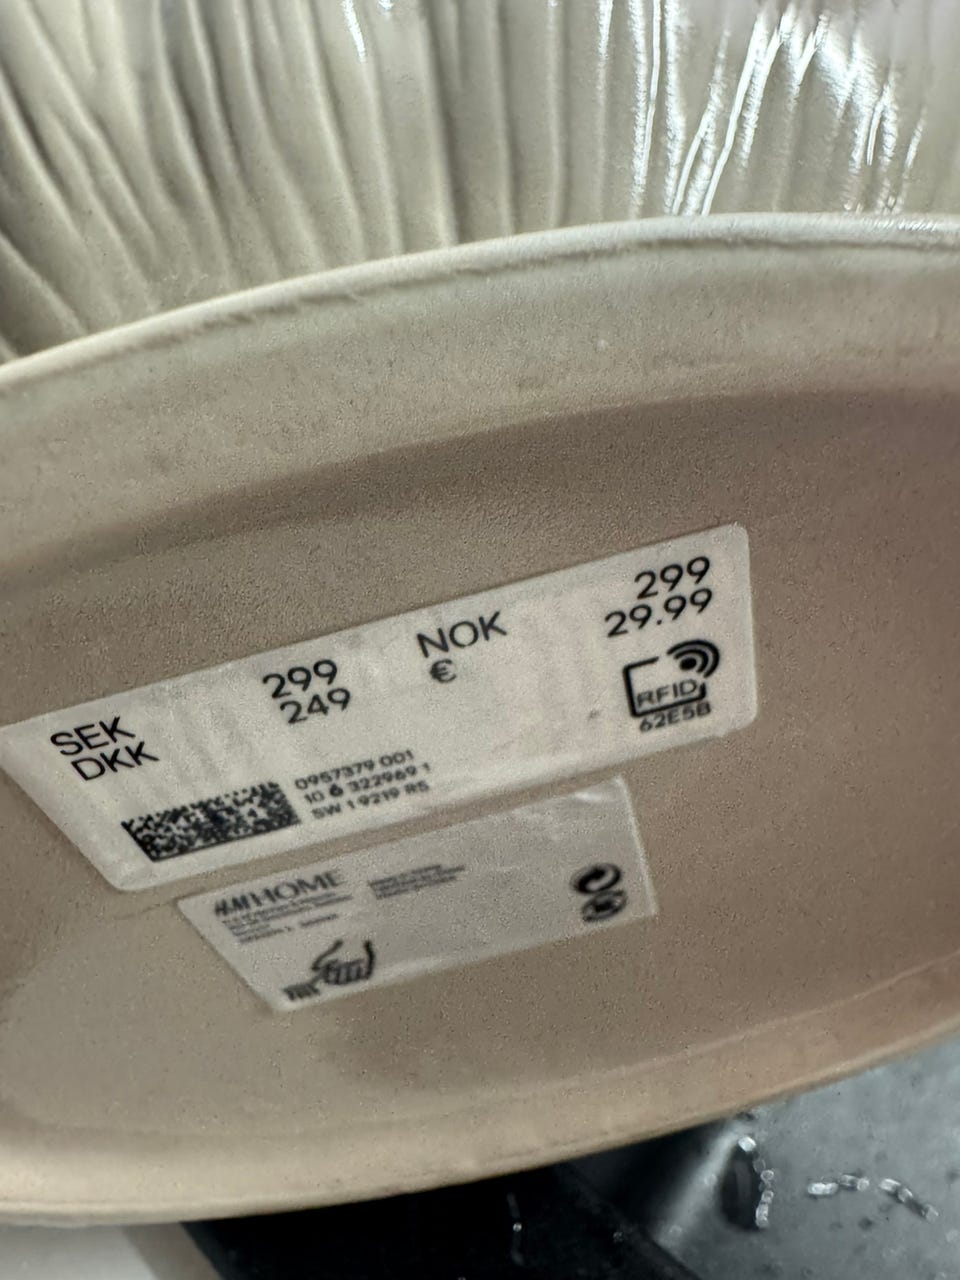 SEK 299 NOK 299
DKK 249 € 29.99
RFID
62E5B
0957379 001
10 6 322969 1
SW 1 9219 RS
H&M HOME